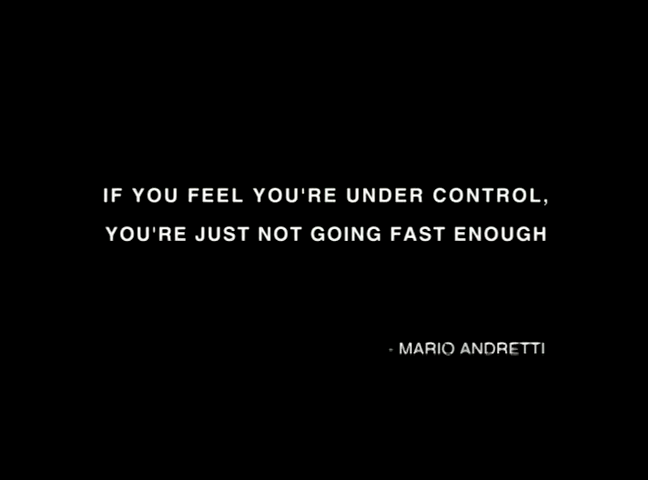 IF YOU FEEL YOU'RE UNDER CONTROL,
YOU'RE JUST NOT GOING FAST ENOUGH
- MARIO ANDRETTI